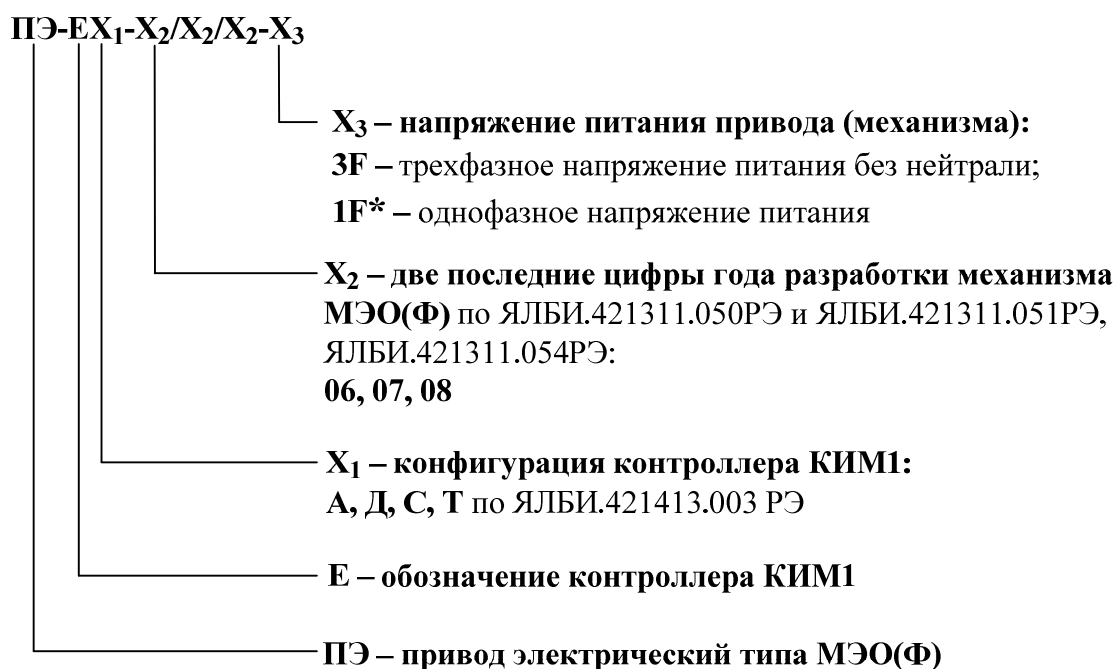 ПЭ-ЕХ₁-Х₂/Х₂/Х₂-Х₃
Х₃ – напряжение питания привода (механизма):
3F – трехфазное напряжение питания без нейтрали;
1F* – однофазное напряжение питания
Х₂ – две последние цифры года разработки механизма
МЭО(Ф) по ЯЛБИ.421311.050РЭ и ЯЛБИ.421311.051РЭ,
ЯЛБИ.421311.054РЭ:
06, 07, 08
Х₁ – конфигурация контроллера КИМ1:
А, Д, С, Т по ЯЛБИ.421413.003 РЭ
Е – обозначение контроллера КИМ1
ПЭ – привод электрический типа МЭО(Ф)